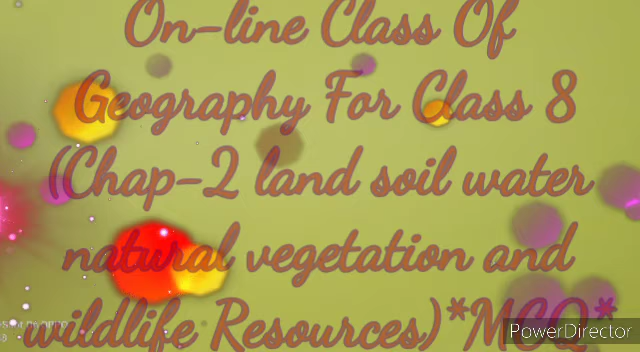 On-line Class Of
Geography For Class 8
(Chap-2 land soil water
natural vegetation and
wildlife Resources)*MCQ*
PowerDirector